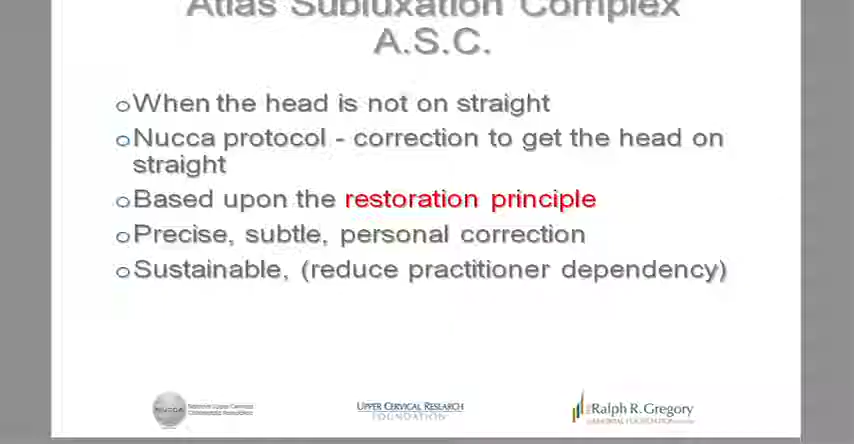 Atlas Subluxation Complex
A.S.C.
When the head is not on straight
Nucca protocol - correction to get the head on
straight
Based upon the restoration principle
Precise, subtle, personal correction
Sustainable, (reduce practitioner dependency)
NUCCA
UPPER CERVICAL RESEARCH
FOUNDATION
Ralph R. Gregory